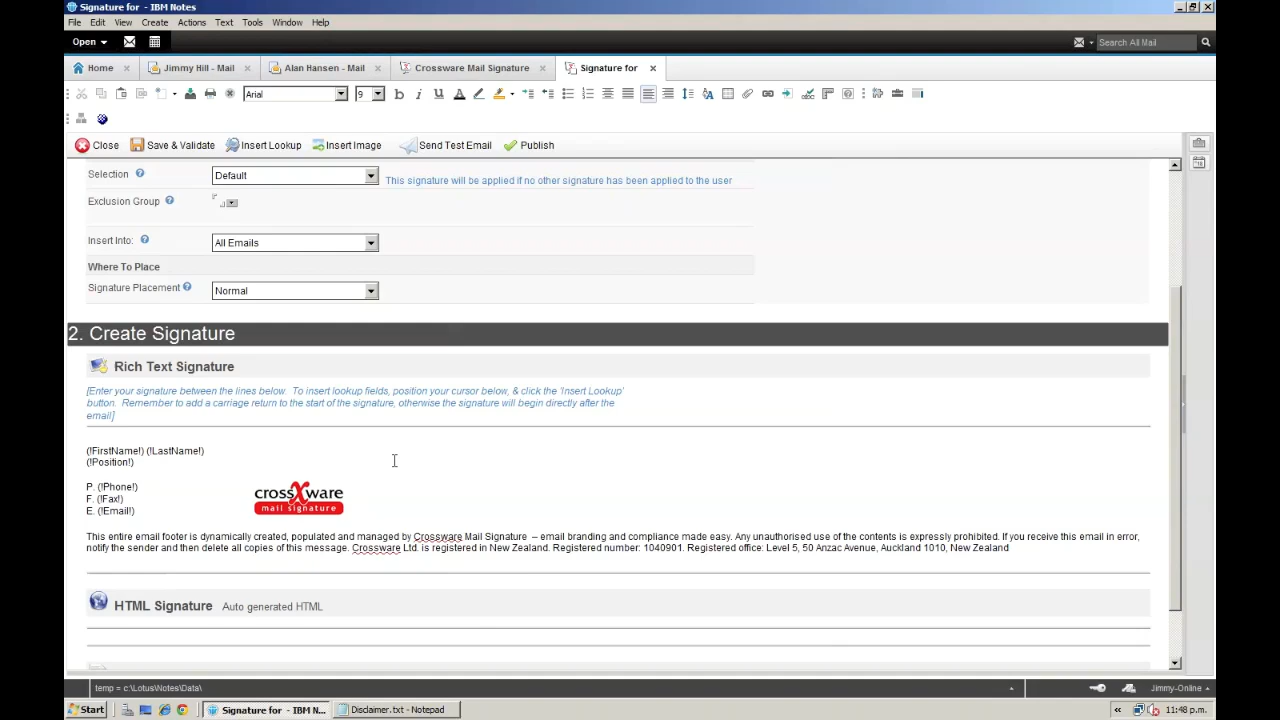 Signature for - IBM Notes
File Edit View Create Actions Text Tools Window Help
Open Search All Mail
Home Jimmy Hill - Mail Alan Hansen - Mail Crossware Mail Signature Signature for
Arial 9 b i U
Close Save & Validate Insert Lookup Insert Image Send Test Email Publish
Selection Default This signature will be applied if no other signature has been applied to the user
Exclusion Group
Insert Into: All Emails
Where To Place
Signature Placement Normal
2. Create Signature
Rich Text Signature
[Enter your signature between the lines below. To insert lookup fields, position your cursor below, & click the 'Insert Lookup'
button. Remember to add a carriage return to the start of the signature, otherwise the signature will begin directly after the
email]
(!FirstName!) (!LastName!)
(!Position!)
P. (!Phone!)
F. (!Fax!)
E. (!Email!)
crossXware
mail signature
This entire email footer is dynamically created, populated and managed by Crossware Mail Signature – email branding and compliance made easy. Any unauthorised use of the contents is expressly prohibited. If you receive this email in error,
notify the sender and then delete all copies of this message. Crossware Ltd. is registered in New Zealand. Registered number: 1040901. Registered office: Level 5, 50 Anzac Avenue, Auckland 1010, New Zealand
HTML Signature Auto generated HTML
temp = c:\Lotus\Notes\Data\ Jimmy-Online
Start Signature for - IBM N... Disclaimer.txt - Notepad 11:48 p.m.